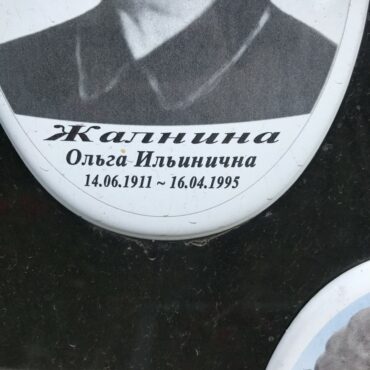 Жалнина
Ольга Ильинична
14.06.1911 ~ 16.04.1995